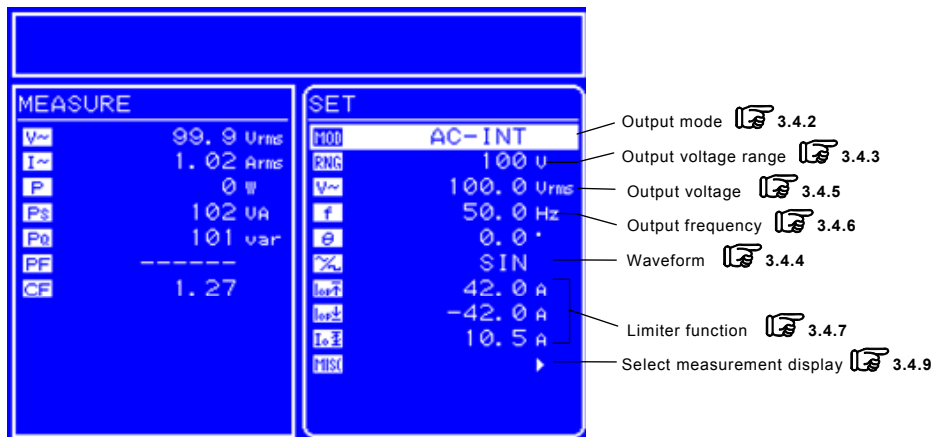 MEASURE
V~ 99.9 Vrms
I~ 1.02 Arms
P 0 W
PS 102 VA
PQ 101 var
PF ------
CF 1.27
SET
MOD AC-INT
RNG 100 V
V~ 100.0 Vrms
f 50.0 Hz
θ 0.0 °
SIN
42.0 A
-42.0 A
10.5 A
MISC
Output mode 3.4.2
Output voltage range 3.4.3
Output voltage 3.4.5
Output frequency 3.4.6
Waveform 3.4.4
Limiter function 3.4.7
Select measurement display 3.4.9